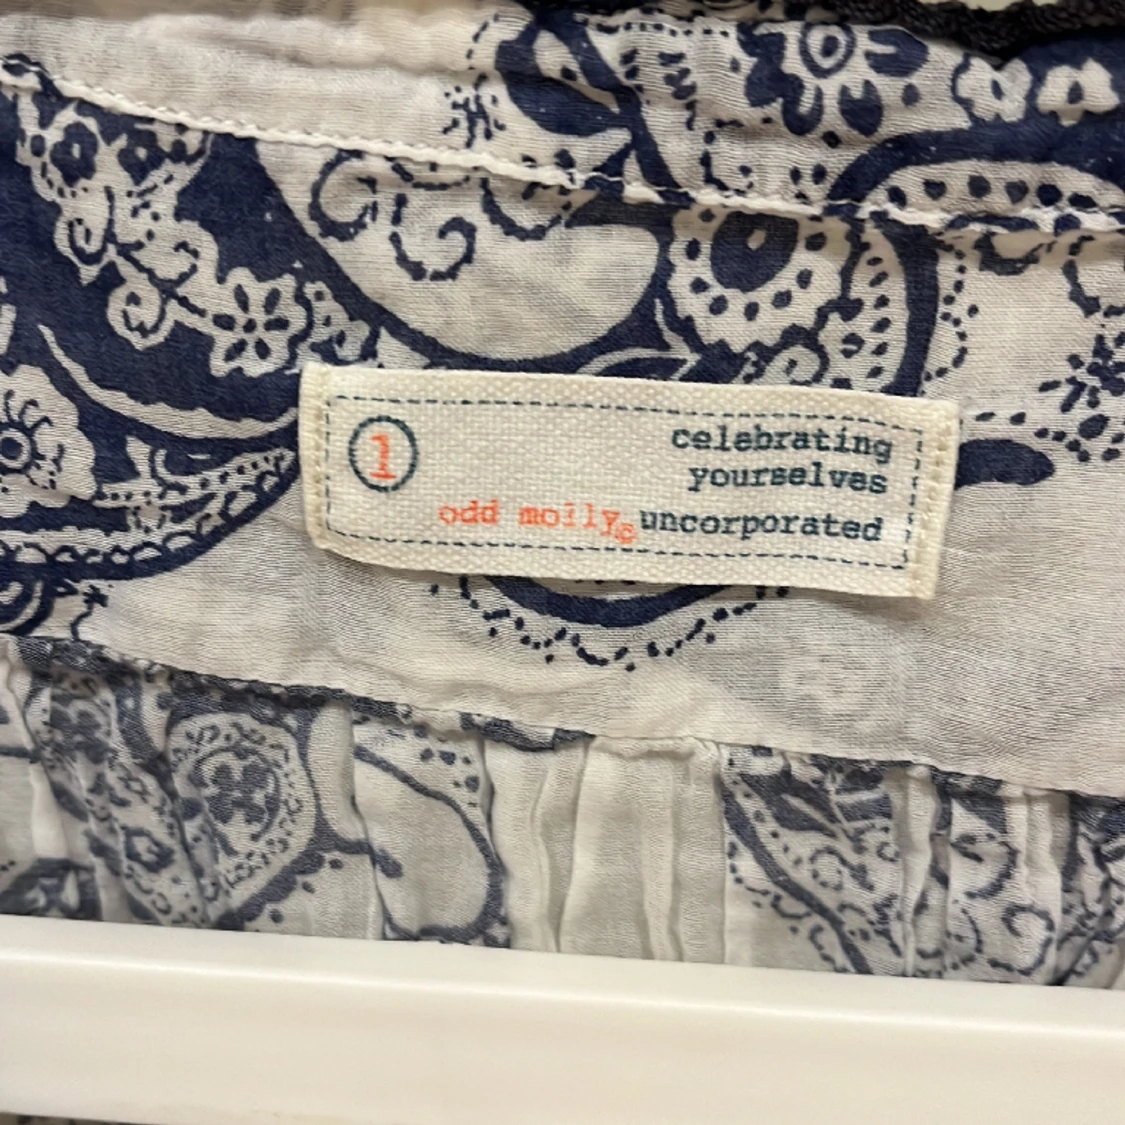 1
celebrating
yourselves
odd molly© uncorporated